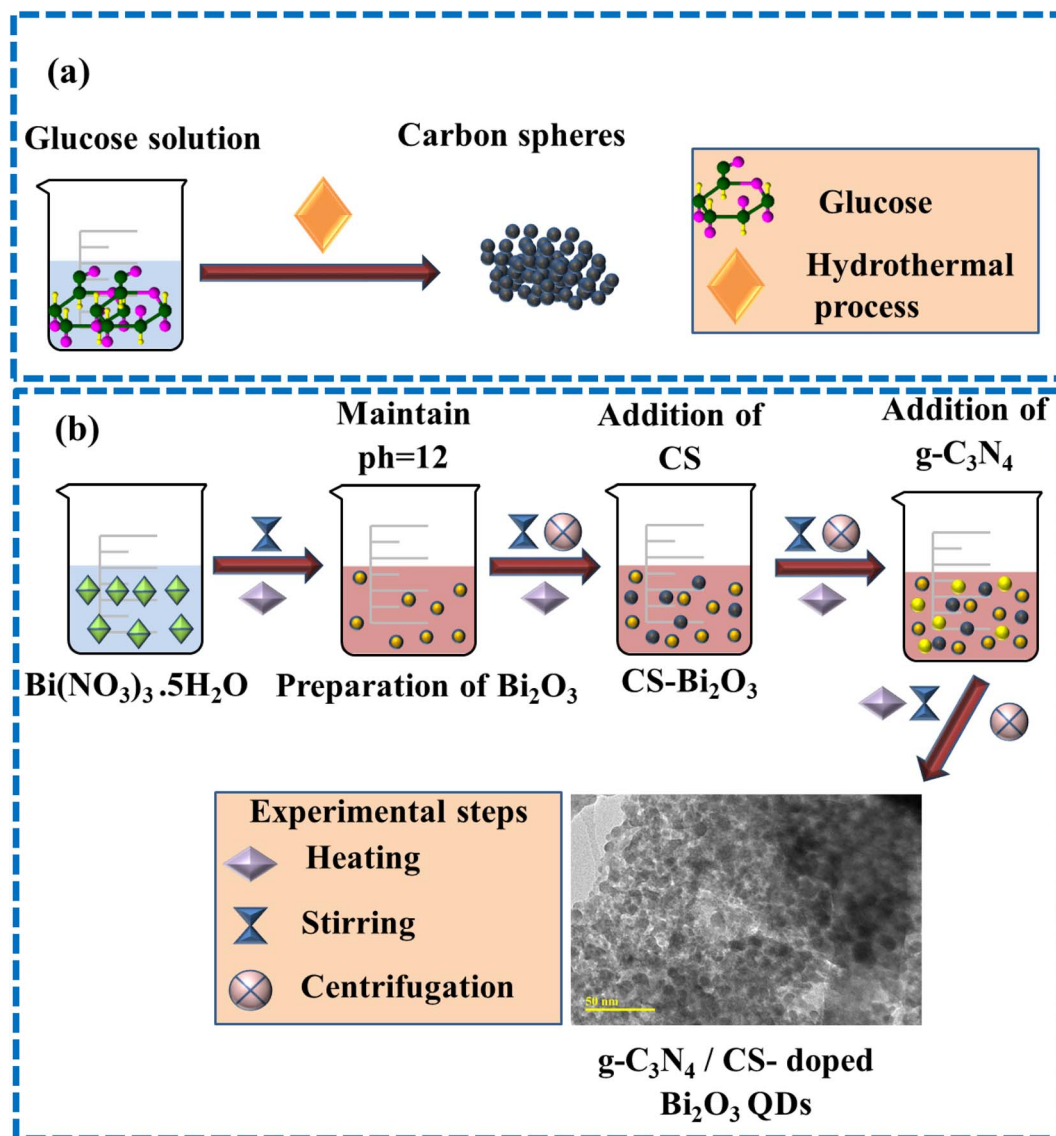 (a)
Glucose solution
Carbon spheres
Glucose
Hydrothermal
process
(b)
Maintain
ph=12
Addition of
CS
Addition of
g-C₃N₄
Bi(NO₃)₃ .5H₂O
Preparation of Bi₂O₃
CS-Bi₂O₃
Experimental steps
Heating
Stirring
Centrifugation
50 nm
g-C₃N₄ / CS- doped
Bi₂O₃ QDs